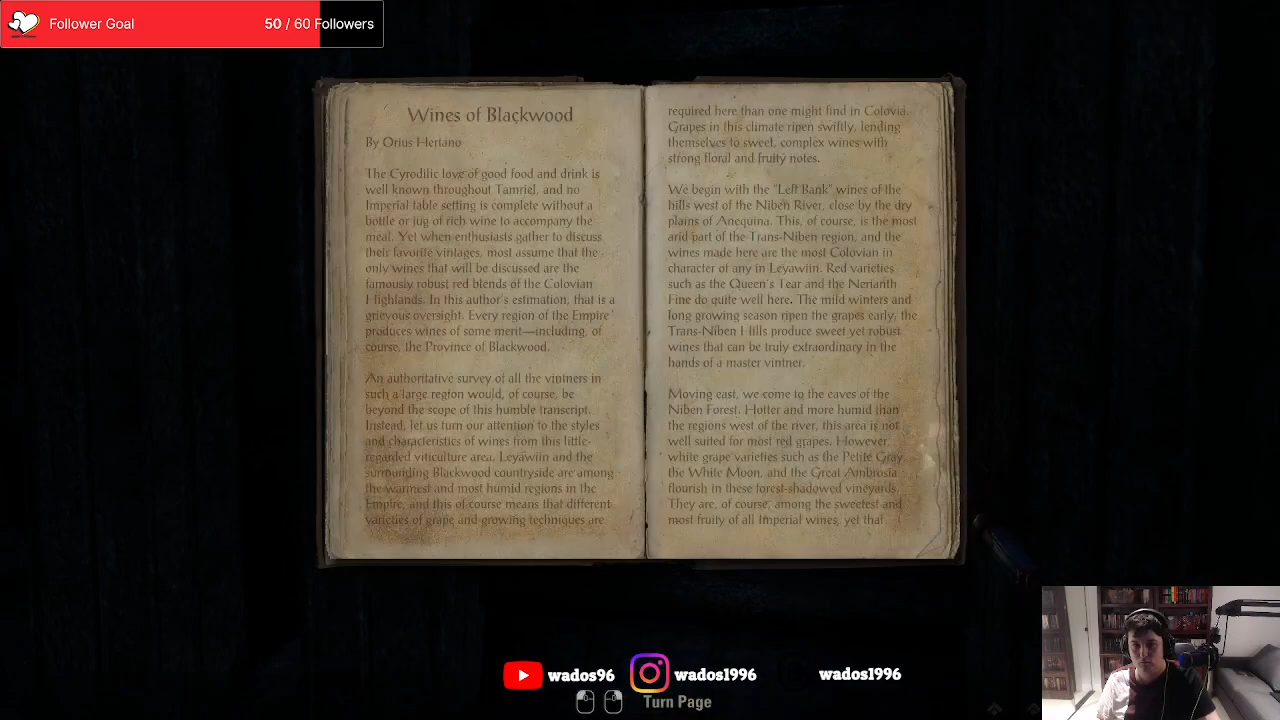 Follower Goal
50 / 60 Followers
Wines of Blackwood
By Orius Hertano
The Cyrodilic love of good food and drink is
well known throughout Tamriel, and no
Imperial table setting is complete without a
bottle or jug of rich wine to accompany the
meal. Yet when enthusiasts gather to discuss
their favorite vintages, most assume that the
only wines that will be discussed are the
famously robust red blends of the Colovian
Highlands. In this author's estimation, that is a
grievous oversight. Every region of the Empire
produces wines of some merit—including, of
course, the Province of Blackwood.
An authoritative survey of all the vintners in
such a large region would, of course, be
beyond the scope of this humble transcript.
Instead, let us turn our attention to the styles
and characteristics of wines from this little-
regarded viticulture area. Leyawiin and the
surrounding Blackwood countryside are among
the warmest and most humid regions in the
Empire, and this of course means that different
varieties of grape and growing techniques are
required here than one might find in Colovia.
Grapes in this climate ripen swiftly, lending
themselves to sweet, complex wines with
strong floral and fruity notes.
We begin with the "Left Bank" wines of the
hills west of the Niben River, close by the dry
plains of Anequina. This, of course, is the most
arid part of the Trans-Niben region, and the
wines made here are the most Colovian in
character of any in Leyawiin. Red varieties
such as the Queen's Tear and the Nerianth
Fine do quite well here. The mild winters and
long growing season ripen the grapes early, the
Trans-Niben Hills produce sweet yet robust
wines that can be truly extraordinary in the
hands of a master vintner.
Moving east, we come to the eaves of the
Niben Forest. Hotter and more humid than
the regions west of the river, this area is not
well suited for most red grapes. However,
white grape varieties such as the Petite Gray,
the White Moon, and the Great Ambrosia
flourish in these forest-shadowed vineyards.
They are, of course, among the sweetest and
most fruity of all Imperial wines, yet that
wados96
wados1996
wados1996
Turn Page